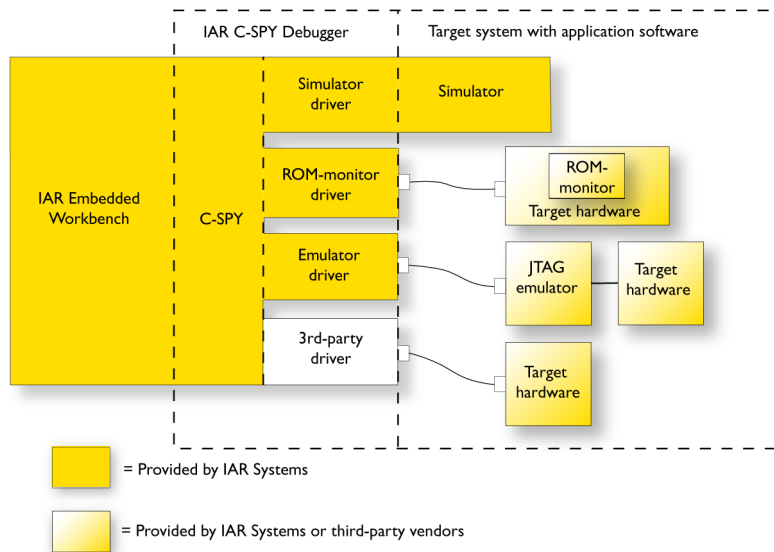 IAR C-SPY Debugger
Target system with application software
Simulator
driver
Simulator
ROM-monitor
driver
ROM-
monitor
Target hardware
IAR Embedded
Workbench
C-SPY
Emulator
driver
JTAG
emulator
Target
hardware
3rd-party
driver
Target
hardware
= Provided by IAR Systems
= Provided by IAR Systems or third-party vendors